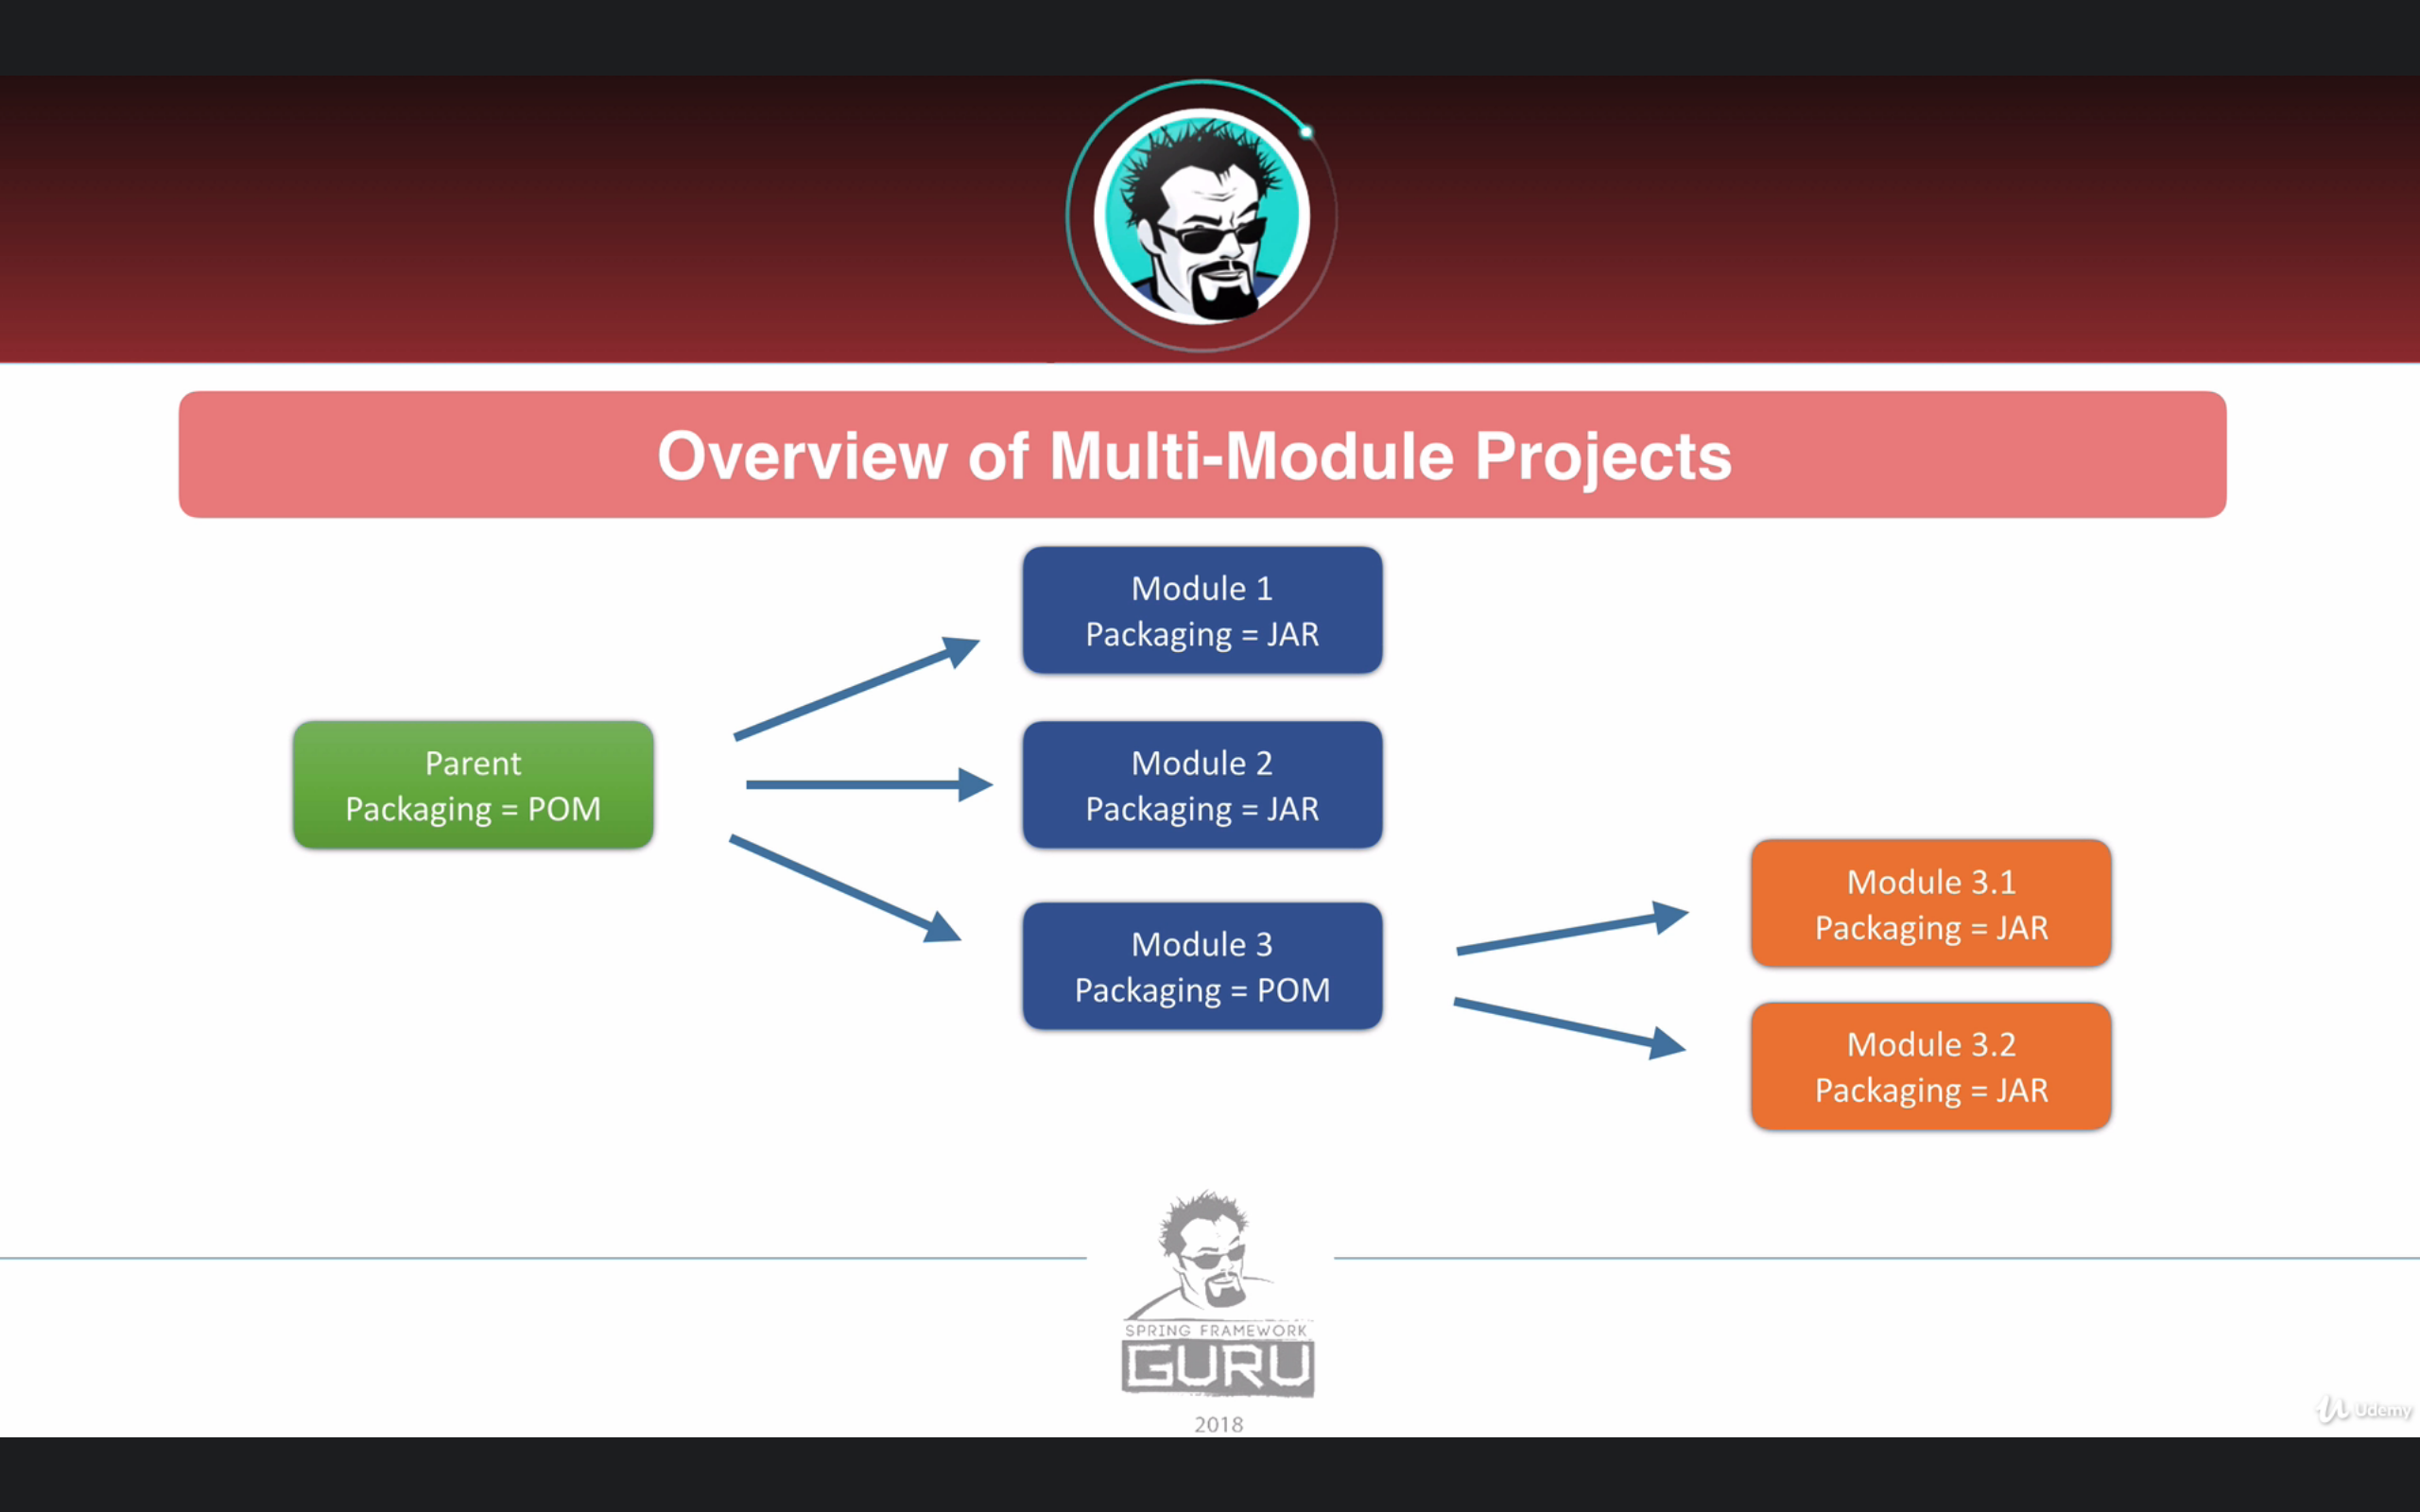 Overview of Multi-Module Projects
Module 1
Packaging = JAR
Parent
Packaging = POM
Module 2
Packaging = JAR
Module 3
Packaging = POM
Module 3.1
Packaging = JAR
Module 3.2
Packaging = JAR
SPRING FRAMEWORK
GURU
2018
Udemy